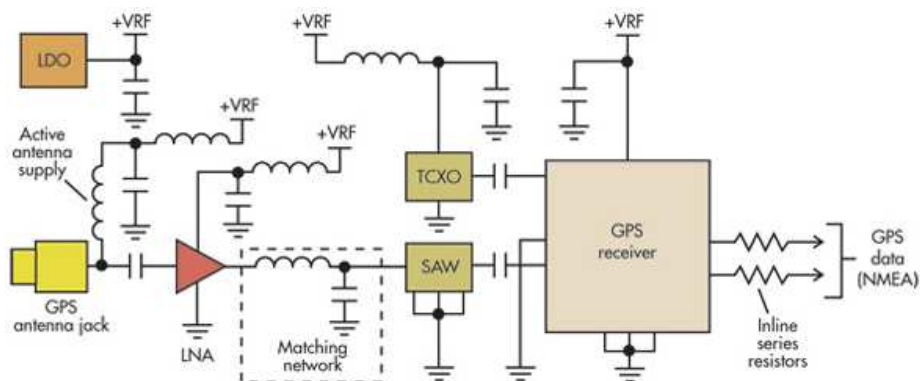 +VRF
+VRF
+VRF
LDO
+VRF
Active
antenna
supply
+VRF
TCXO
GPS
receiver
SAW
GPS
data
(NMEA)
GPS
antenna jack
LNA
Matching
network
Inline
series
resistors